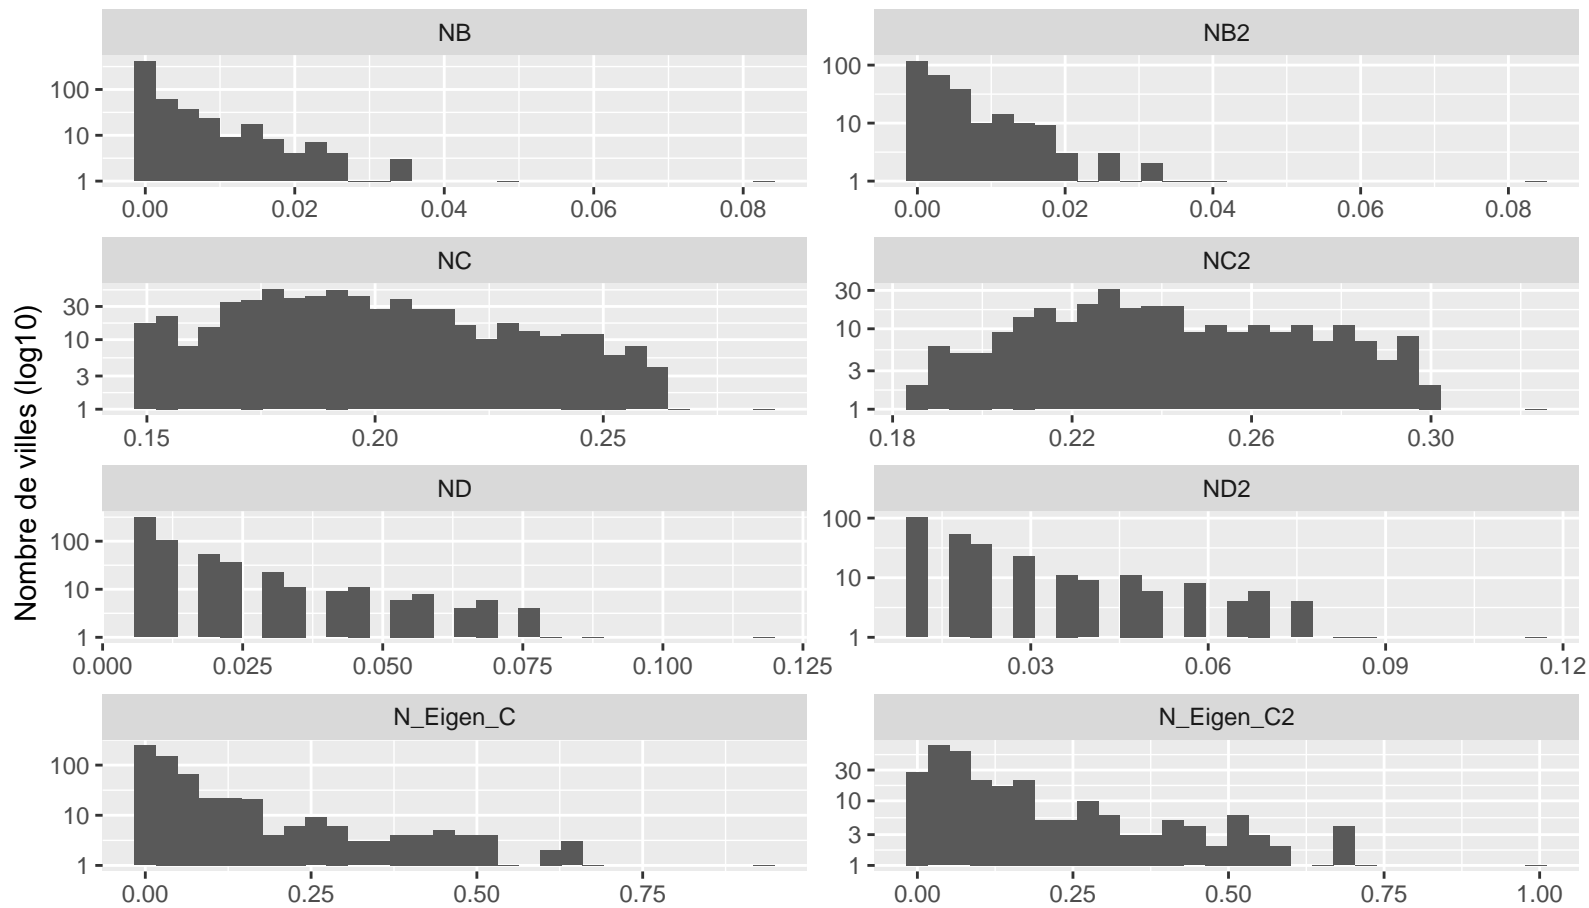 NB
NB2
100
10
1
0.00 0.02 0.04 0.06 0.08
100
10
1
0.00 0.02 0.04 0.06 0.08
NC
NC2
30
10
3
1
0.15 0.20 0.25
30
10
3
1
0.18 0.22 0.26 0.30
Nombre de villes (log10)
ND
ND2
100
10
1
0.000 0.025 0.050 0.075 0.100 0.125
100
10
1
0.03 0.06 0.09 0.12
N_Eigen_C
N_Eigen_C2
100
10
1
0.00 0.25 0.50 0.75
30
10
3
1
0.00 0.25 0.50 0.75 1.00